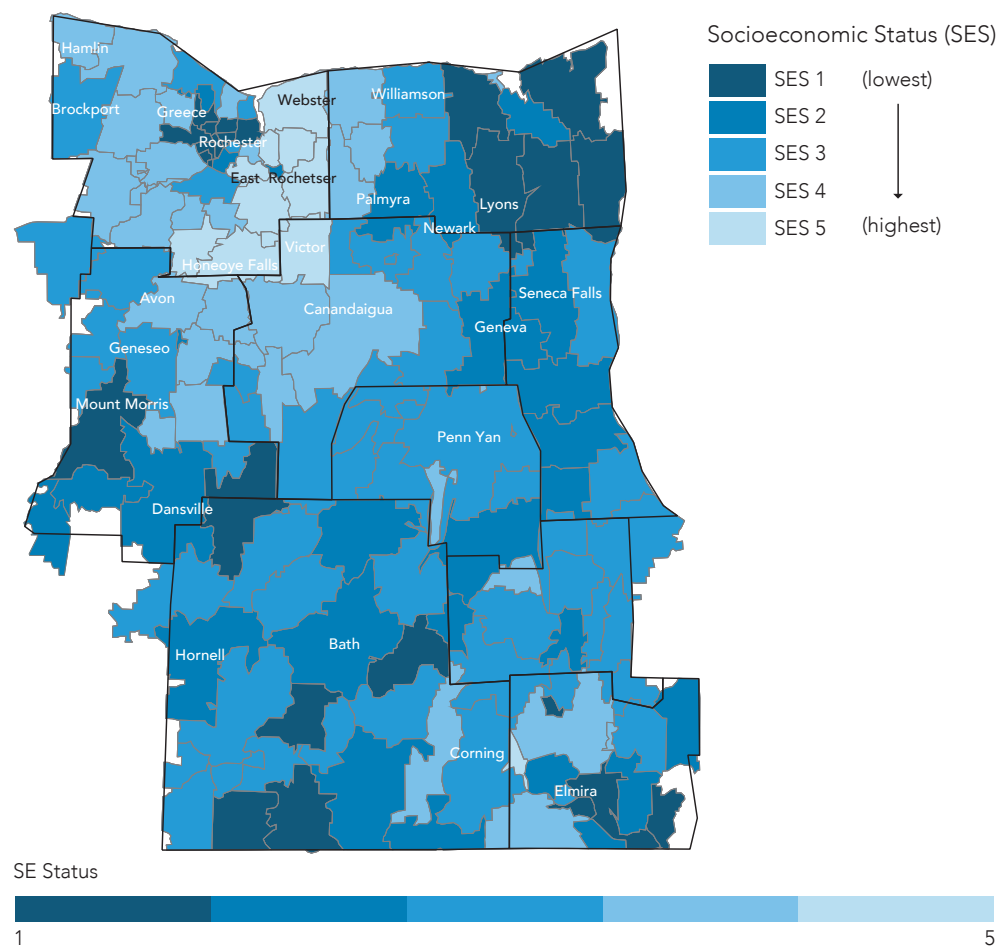 Socioeconomic Status (SES)
SES 1 (lowest)
SES 2
SES 3
SES 4
SES 5 (highest)
Hamlin
Brockport
Greece
Webster
Williamson
Rochester
East Rochetser
Palmyra
Lyons
Newark
Victor
Honeoye Falls
Avon
Canandaigua
Seneca Falls
Geneva
Geneseo
Mount Morris
Penn Yan
Dansville
Hornell
Bath
Corning
Elmira
SE Status
1 5